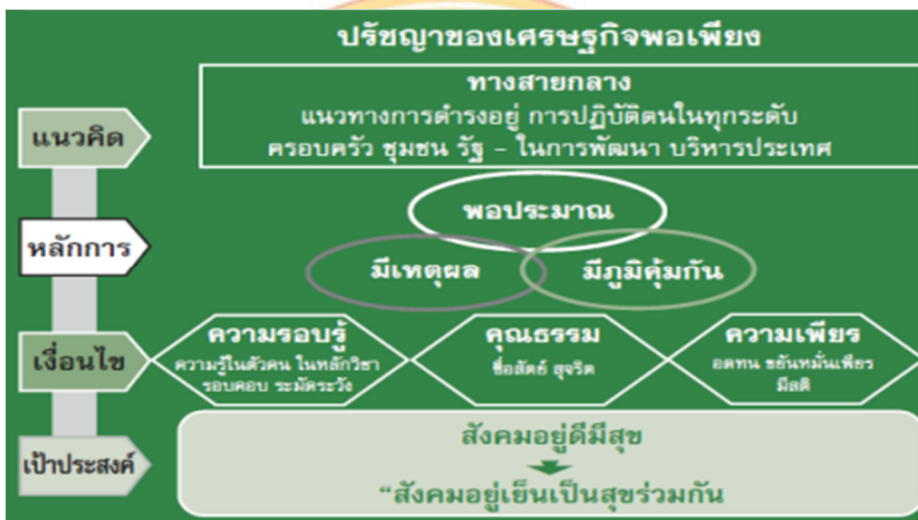 ปรัชญาของเศรษฐกิจพอเพียง
แนวคิด
ทางสายกลาง
แนวทางการดำรงอยู่ การปฏิบัติตนในทุกระดับ
ครอบครัว ชุมชน รัฐ – ในการพัฒนา บริหารประเทศ
หลักการ
พอประมาณ
มีเหตุผล
มีภูมิคุ้มกัน
เงื่อนไข
ความรอบรู้
ความรู้ในตัวคน ในหลักวิชา
รอบคอบ ระมัดระวัง
คุณธรรม
ซื่อสัตย์ สุจริต
ความเพียร
อดทน ขยันหมั่นเพียร
มีสติ
เป้าประสงค์
สังคมอยู่ดีมีสุข
“สังคมอยู่เย็นเป็นสุขร่วมกัน